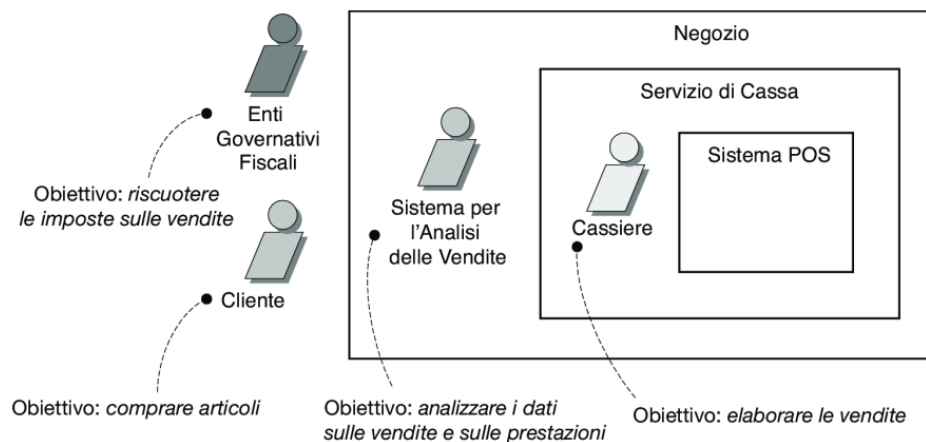 Negozio
Servizio di Cassa
Sistema POS
Enti
Governativi
Fiscali
Obiettivo: riscuotere
le imposte sulle vendite
Cliente
Sistema per
l'Analisi
delle Vendite
Cassiere
Obiettivo: comprare articoli
Obiettivo: analizzare i dati
sulle vendite e sulle prestazioni
Obiettivo: elaborare le vendite